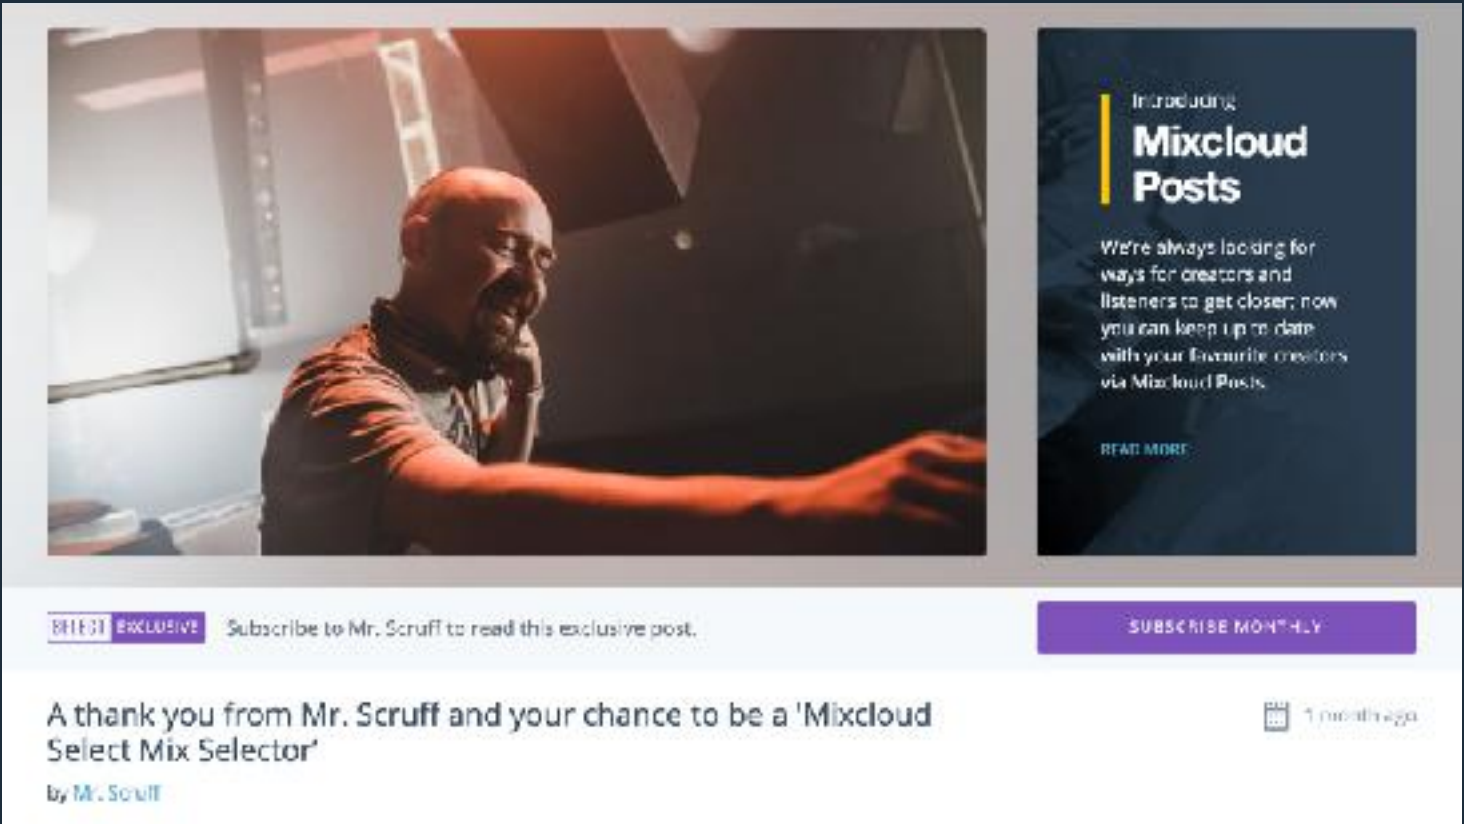 Introducing
Mixcloud
Posts
We're always looking for
ways for creators and
listeners to get closer; now
you can keep up to date
with your favourite creators
via Mixcloud Posts.
READ MORE
SELECT EXCLUSIVE Subscribe to Mr. Scruff to read this exclusive post.
SUBSCRIBE MONTHLY
A thank you from Mr. Scruff and your chance to be a 'Mixcloud
Select Mix Selector'
1 month ago
by Mr. Scruff